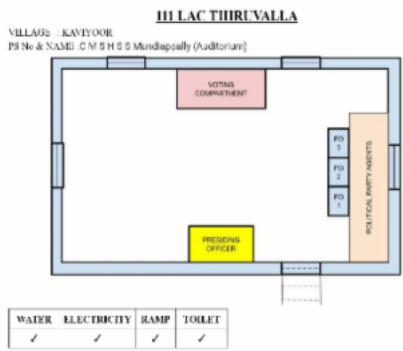 111 LAC THIRUVALLA
VILLAGE : KAVIYOOR
PS No & NAME :C M S H S S Mundiappally (Auditorium)
VOTING
COMPARTMENT
PO
3
PO
2
PO
1
POLITICAL PARTY AGENTS
PRESIDING
OFFICER
WATER ELECTRICITY RAMP TOILET
✓ ✓ ✓ ✓